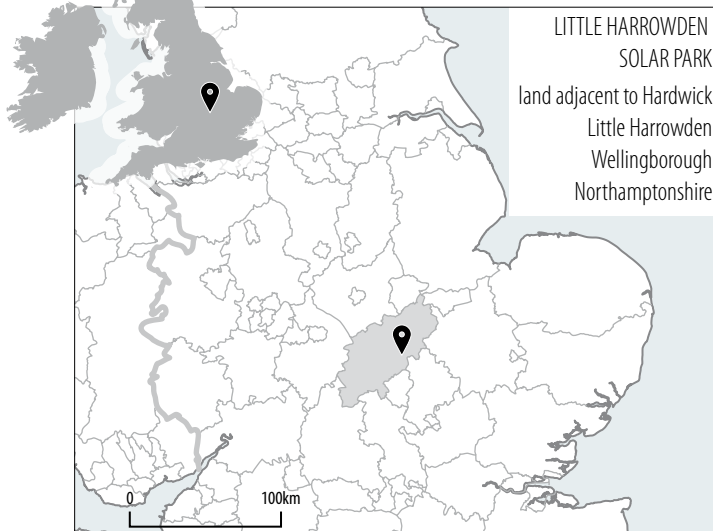 LITTLE HARROWDEN
SOLAR PARK
land adjacent to Hardwick
Little Harrowden
Wellingborough
Northamptonshire
0 100km